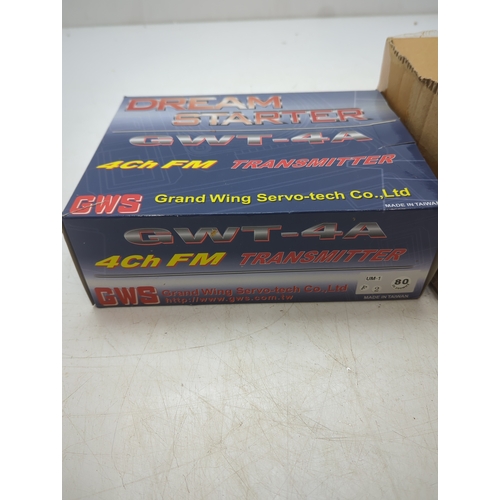 DREAM
STARTER
GWT-4A
4Ch FM TRANSMITTER
GWS Grand Wing Servo-tech Co.,Ltd
MADE IN TAIWAN
GWT-4A
4Ch FM TRANSMITTER
GWS Grand Wing Servo-tech Co.,Ltd
http://www.gws.com.tw
UM-1
80
MADE IN TAIWAN